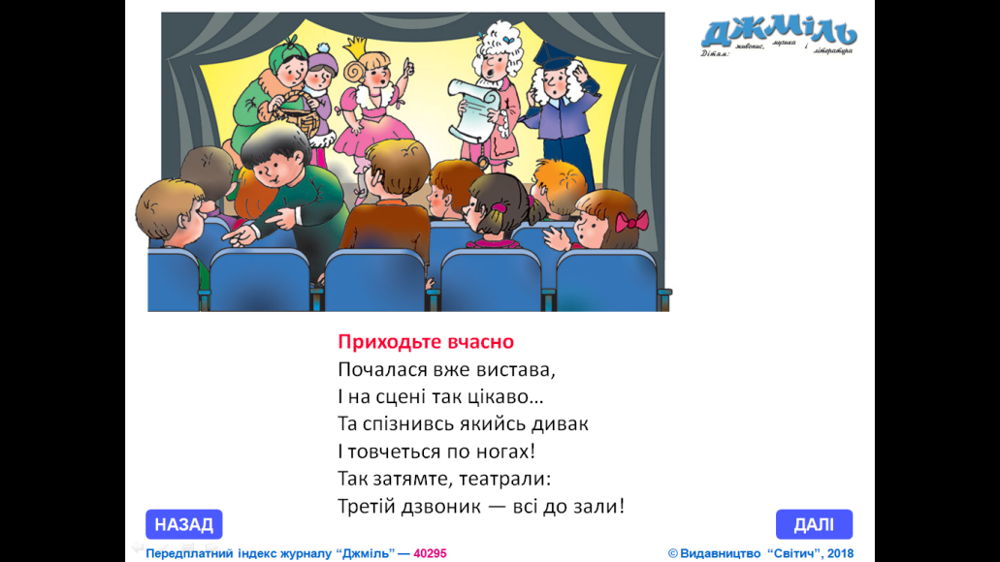 ДЖМіЛЬ
Дітям: живопис, музика і література
Приходьте вчасно
Почалася вже вистава,
І на сцені так цікаво…
Та спізнивсь якийсь дивак
І товчеться по ногах!
Так затямте, театрали:
Третій дзвоник — всі до зали!
НАЗАД
ДАЛІ
Передплатний індекс журналу “Джміль” — 40295
© Видавництво “Світич”, 2018